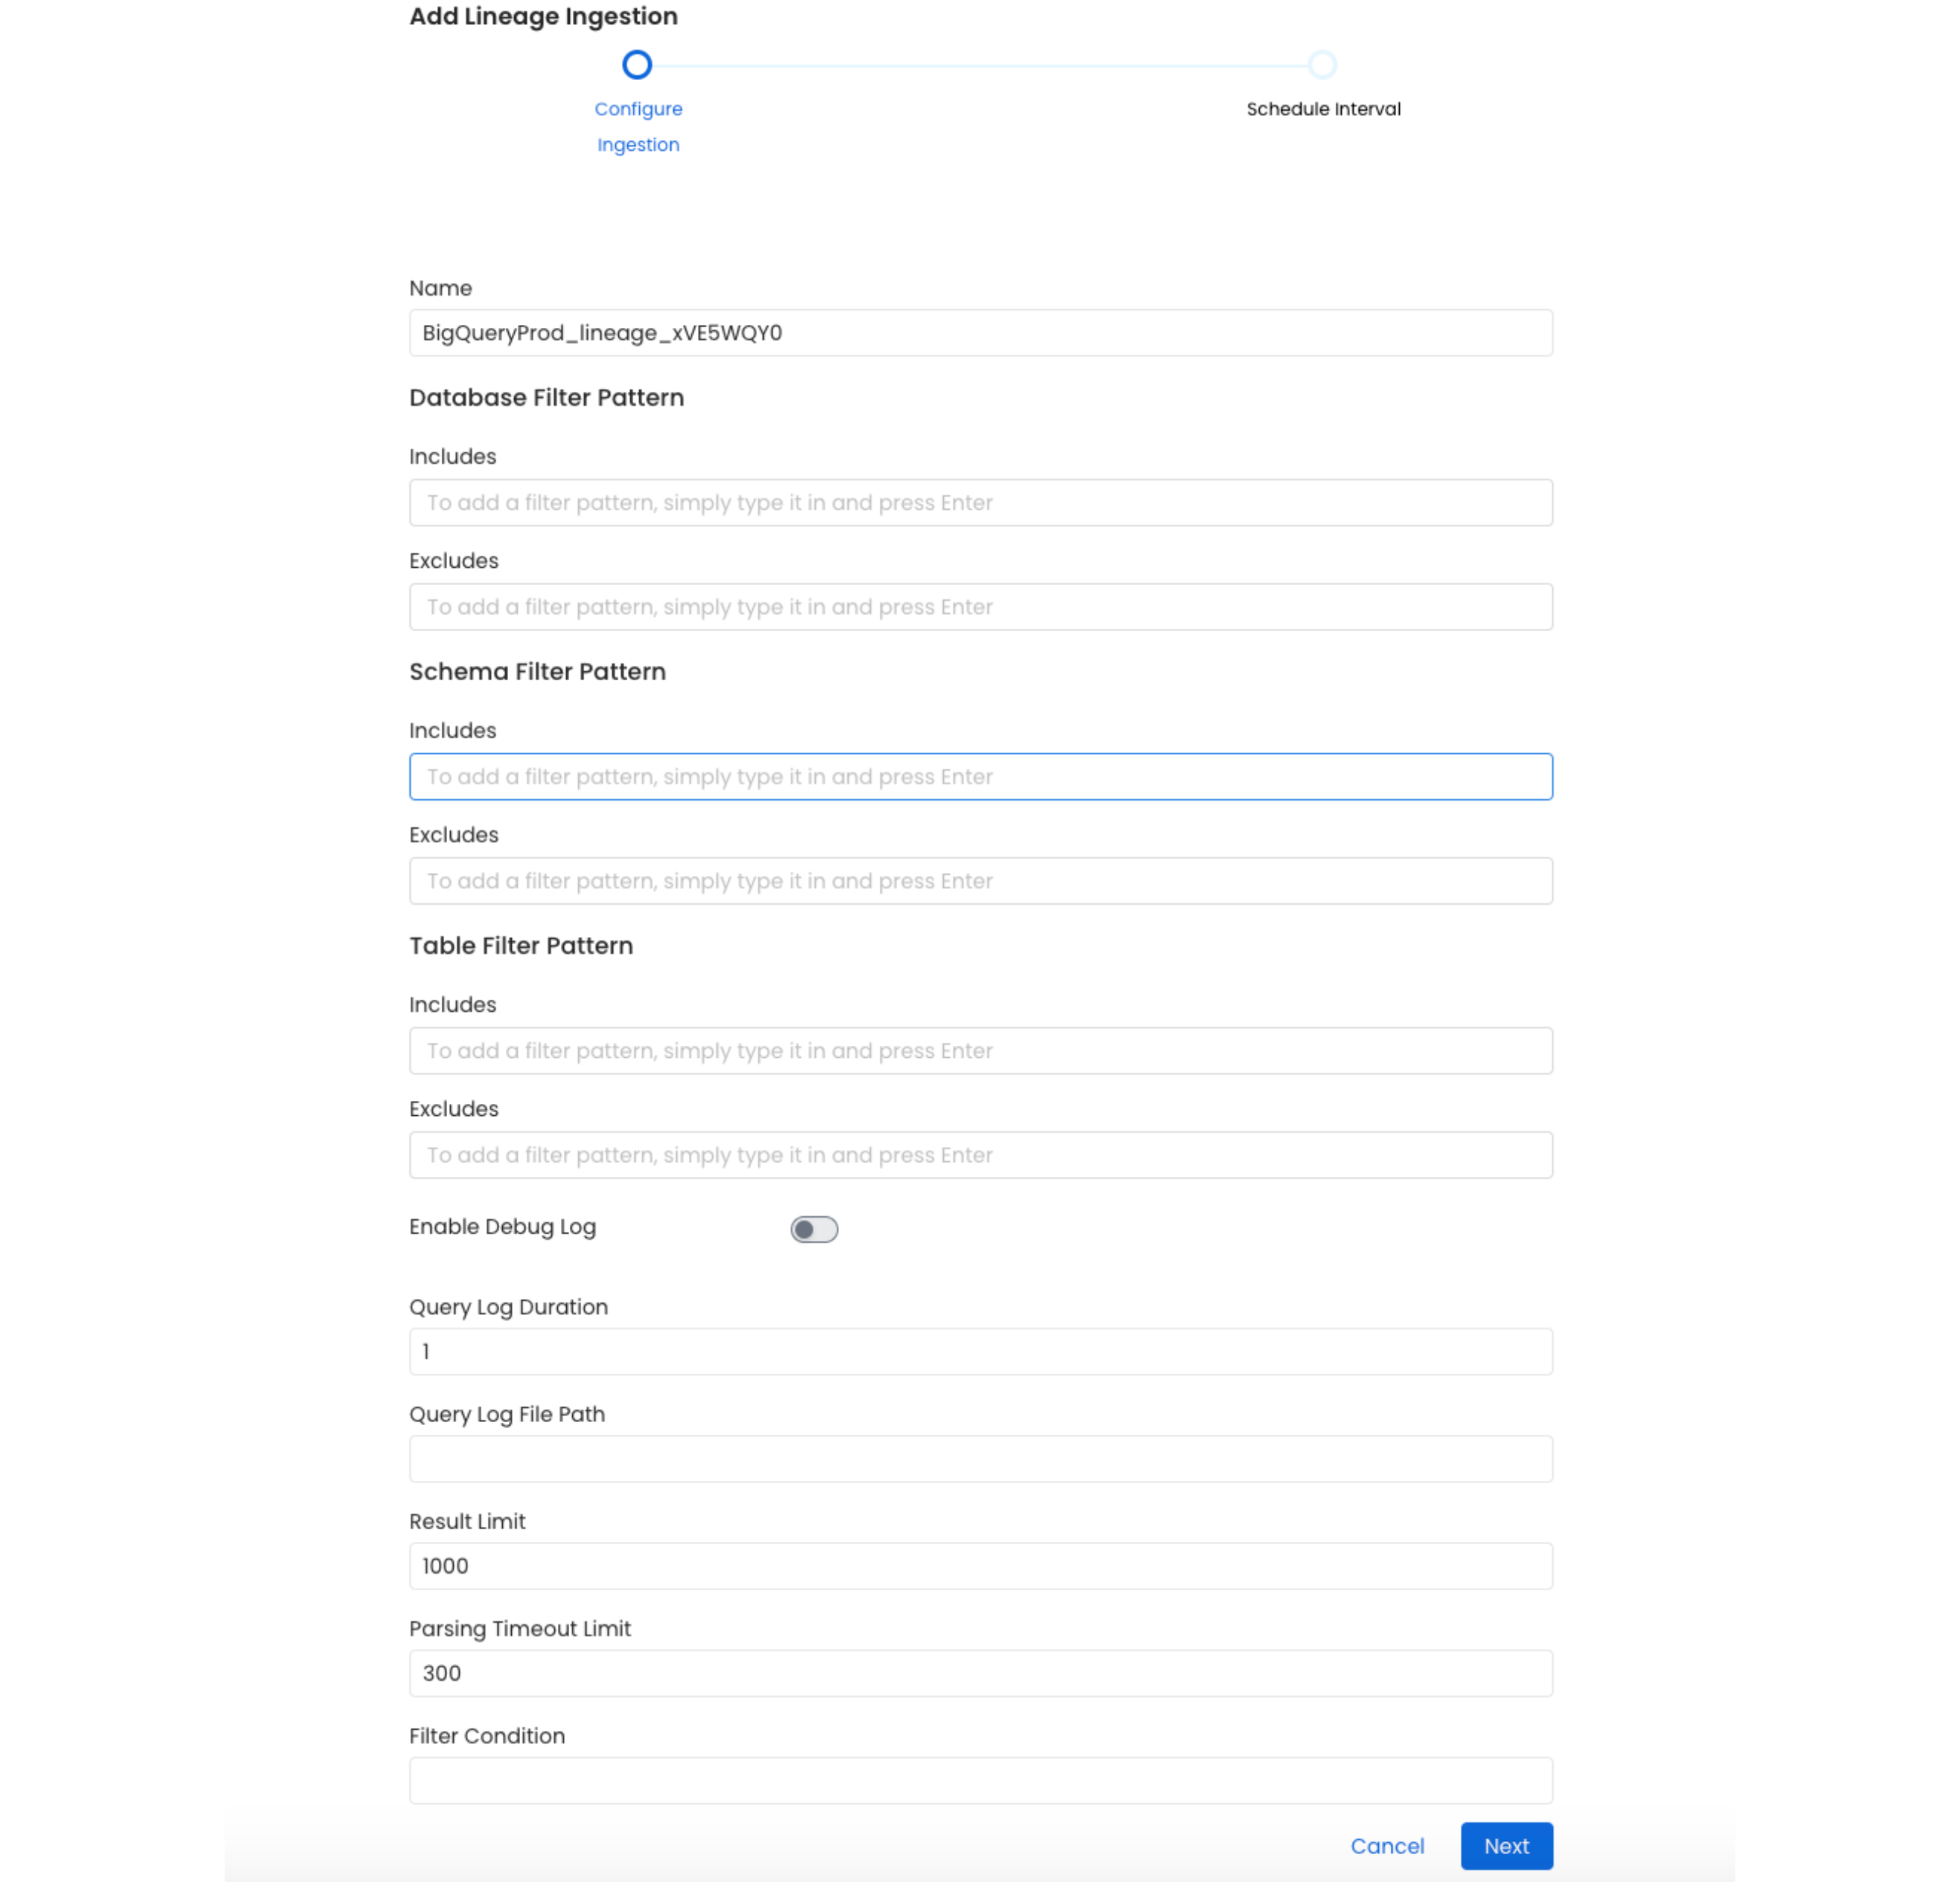 Add Lineage Ingestion
Configure
Ingestion
Schedule Interval
Name
BigQueryProd_lineage_xVE5WQY0
Database Filter Pattern
Includes
To add a filter pattern, simply type it in and press Enter
Excludes
To add a filter pattern, simply type it in and press Enter
Schema Filter Pattern
Includes
To add a filter pattern, simply type it in and press Enter
Excludes
To add a filter pattern, simply type it in and press Enter
Table Filter Pattern
Includes
To add a filter pattern, simply type it in and press Enter
Excludes
To add a filter pattern, simply type it in and press Enter
Enable Debug Log
Query Log Duration
1
Query Log File Path
Result Limit
1000
Parsing Timeout Limit
300
Filter Condition
Cancel
Next